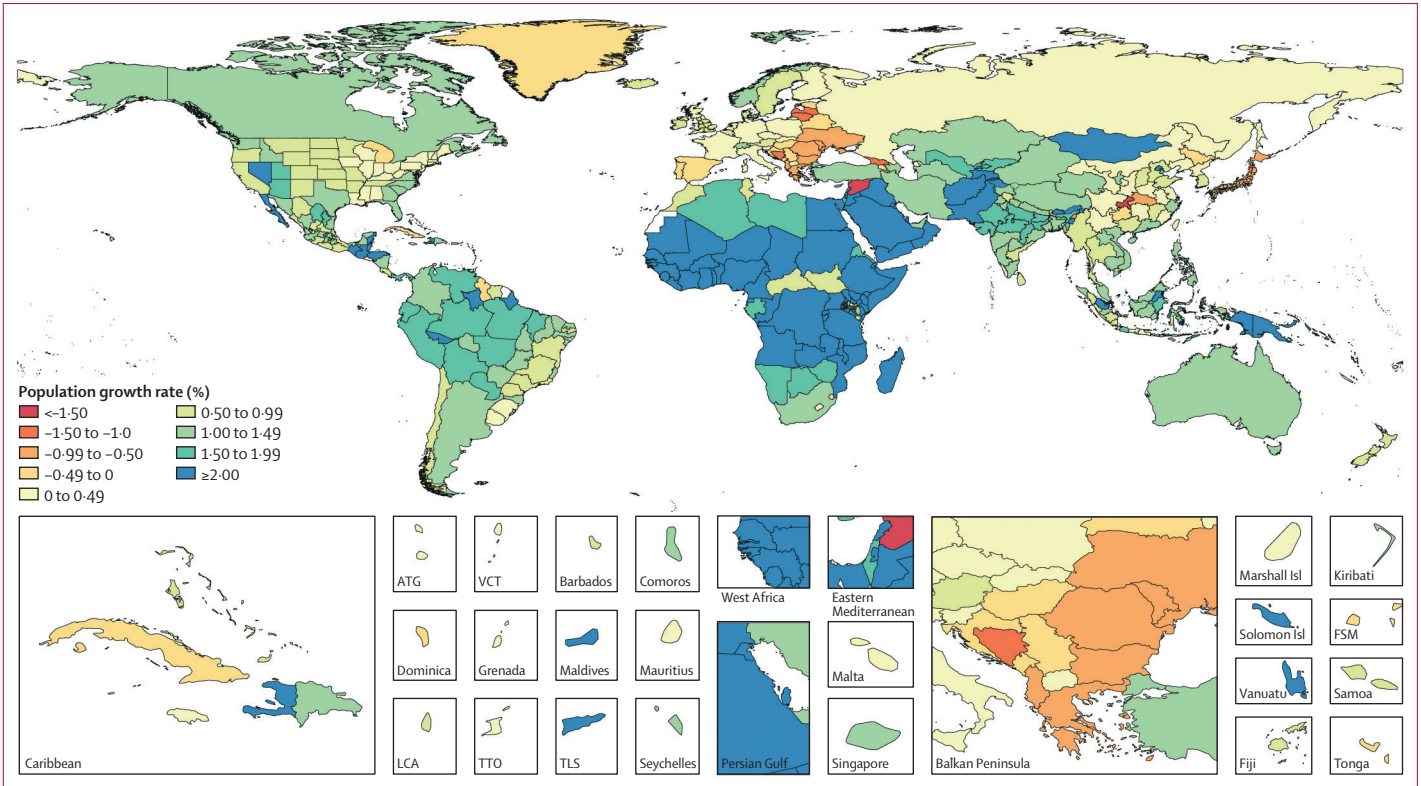 Population growth rate (%)
<–1·50
–1·50 to –1·0
–0·99 to –0·50
–0·49 to 0
0 to 0·49
0·50 to 0·99
1·00 to 1·49
1·50 to 1·99
≥2·00
Caribbean
ATG
VCT
Barbados
Comoros
West Africa
Eastern
Mediterranean
Dominica
Grenada
Maldives
Mauritius
Malta
LCA
TTO
TLS
Seychelles
Persian Gulf
Singapore
Balkan Peninsula
Marshall Isl
Kiribati
Solomon Isl
FSM
Vanuatu
Samoa
Fiji
Tonga